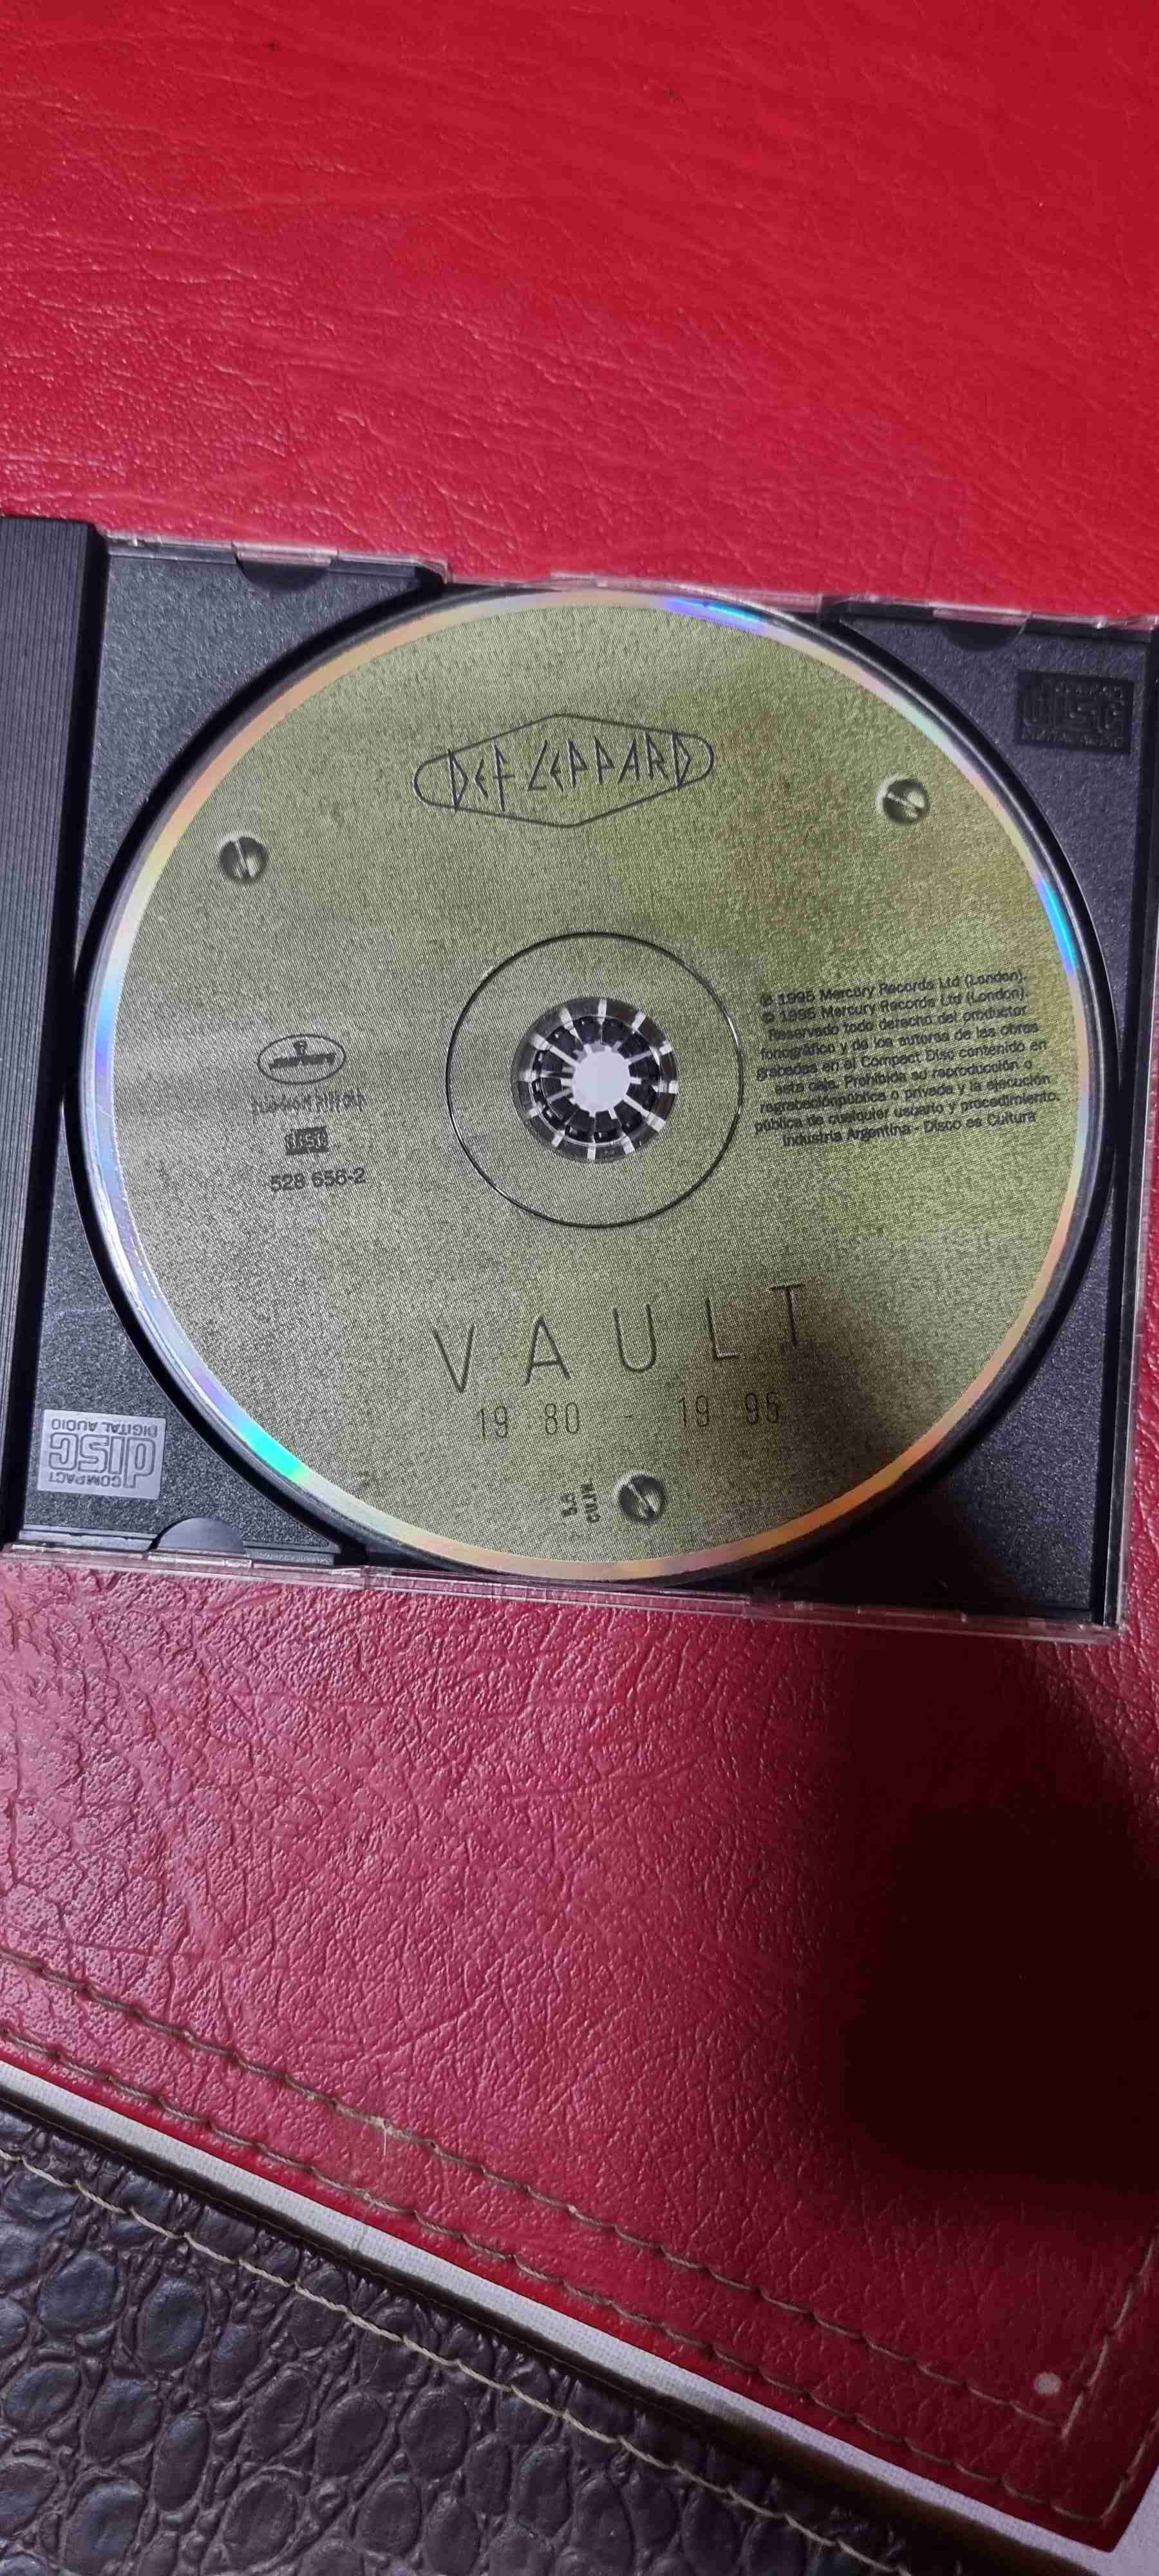 DEF LEPPARD
℗ 1995 Mercury Records Ltd (London).
© 1995 Mercury Records Ltd (London).
Reservado todo derecho del productor
fonográfico y de los autores de las obras
grabadas en el Compact Disc contenido en
esta caja. Prohibida su reproducción o
regrabaciónpública o privada y la ejecución
pública de cualquier usuario y procedimiento.
Industria Argentina - Disco es Cultura
mercury
disc
528 656-2
VAULT
19 80 - 19 95
COMPACT
disc
DIGITAL AUDIO